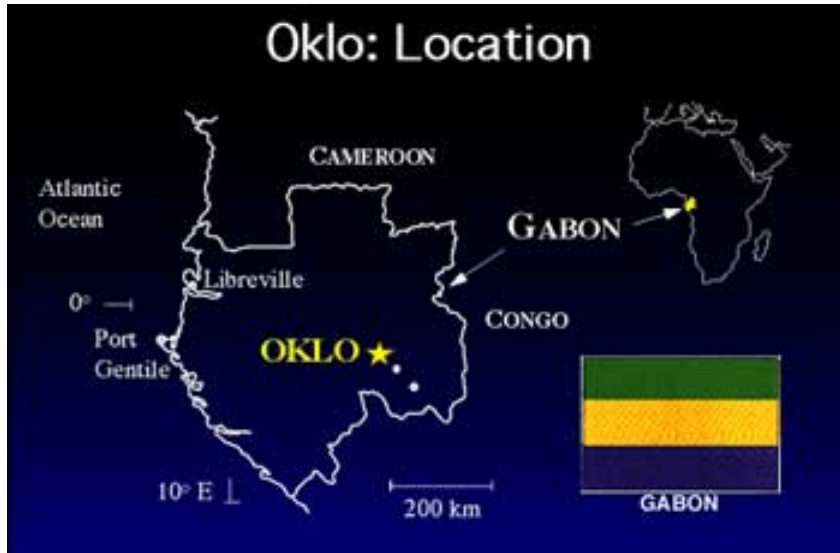 Oklo: Location
CAMEROON
Atlantic
Ocean
GABON
Libreville
0°
CONGO
Port
Gentile
OKLO
10° E
200 km
GABON